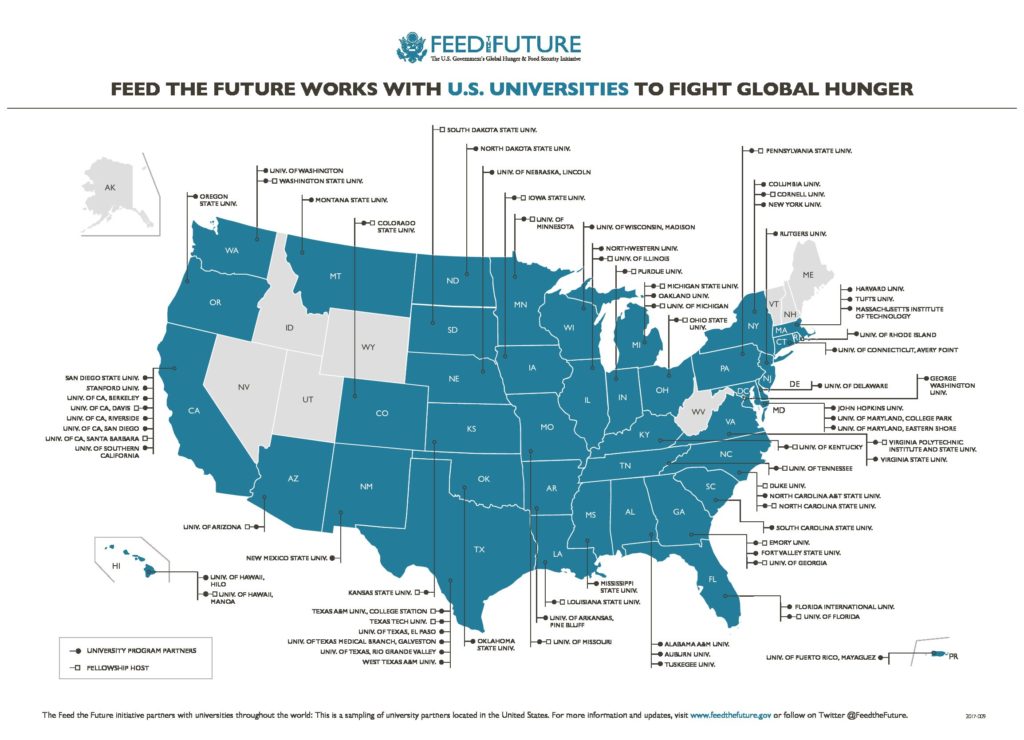 FEED THE FUTURE
The U.S. Government's Global Hunger & Food Security Initiative
FEED THE FUTURE WORKS WITH U.S. UNIVERSITIES TO FIGHT GLOBAL HUNGER
SOUTH DAKOTA STATE UNIV.
NORTH DAKOTA STATE UNIV.
PENNSYLVANIA STATE UNIV.
UNIV. OF WASHINGTON
WASHINGTON STATE UNIV.
UNIV. OF NEBRASKA, LINCOLN
COLUMBIA UNIV.
CORNELL UNIV.
NEW YORK UNIV.
AK
OREGON
STATE UNIV.
MONTANA STATE UNIV.
IOWA STATE UNIV.
COLORADO
STATE UNIV.
UNIV. OF
MINNESOTA
UNIV. OF WISCONSIN, MADISON
RUTGERS UNIV.
NORTHWESTERN UNIV.
UNIV. OF ILLINOIS
PURDUE UNIV.
MICHIGAN STATE UNIV.
OAKLAND UNIV.
UNIV. OF MICHIGAN
OHIO STATE
UNIV.
HARVARD UNIV.
TUFTS UNIV.
MASSACHUSETTS INSTITUTE
OF TECHNOLOGY
UNIV. OF RHODE ISLAND
UNIV. OF CONNECTICUT, AVERY POINT
WA
MT
ND
MN
ME
VT
NH
OR
ID
SD
WI
MI
NY
MA
CT
RI
WY
NE
IA
PA
NJ
NV
UT
CO
IL
IN
OH
DC
DE
MD
CA
KS
MO
KY
WV
VA
AZ
NM
OK
AR
TN
NC
SC
MS
AL
GA
TX
LA
FL
SAN DIEGO STATE UNIV.
STANFORD UNIV.
UNIV. OF CA, BERKELEY
UNIV. OF CA, DAVIS
UNIV. OF CA, RIVERSIDE
UNIV. OF CA, SAN DIEGO
UNIV. OF CA, SANTA BARBARA
UNIV. OF SOUTHERN
CALIFORNIA
UNIV. OF DELAWARE
GEORGE
WASHINGTON
UNIV.
JOHN HOPKINS UNIV.
UNIV. OF MARYLAND, COLLEGE PARK
UNIV. OF MARYLAND, EASTERN SHORE
UNIV. OF KENTUCKY
VIRGINIA POLYTECHNIC
INSTITUTE AND STATE UNIV.
VIRGINIA STATE UNIV.
UNIV. OF TENNESSEE
DUKE UNIV.
NORTH CAROLINA A&T STATE UNIV.
NORTH CAROLINA STATE UNIV.
SOUTH CAROLINA STATE UNIV.
EMORY UNIV.
FORT VALLEY STATE UNIV.
UNIV. OF GEORGIA
UNIV. OF ARIZONA
NEW MEXICO STATE UNIV.
HI
UNIV. OF HAWAII,
HILO
UNIV. OF HAWAII,
MANOA
KANSAS STATE UNIV.
TEXAS A&M UNIV., COLLEGE STATION
TEXAS TECH UNIV.
UNIV. OF TEXAS, EL PASO
UNIV. OF TEXAS MEDICAL BRANCH, GALVESTON
UNIV. OF TEXAS, RIO GRANDE VALLEY
WEST TEXAS A&M UNIV.
OKLAHOMA
STATE UNIV.
MISSISSIPPI
STATE UNIV.
LOUISIANA STATE UNIV.
UNIV. OF ARKANSAS,
PINE BLUFF
UNIV. OF MISSOURI
FLORIDA INTERNATIONAL UNIV.
UNIV. OF FLORIDA
ALABAMA A&M UNIV.
AUBURN UNIV.
TUSKEGEE UNIV.
UNIV. OF PUERTO RICO, MAYAGUEZ
PR
UNIVERSITY PROGRAM PARTNERS
FELLOWSHIP HOST
The Feed the Future initiative partners with universities throughout the world: This is a sampling of university partners located in the United States. For more information and updates, visit www.feedthefuture.gov or follow on Twitter @FeedtheFuture.
2017-009